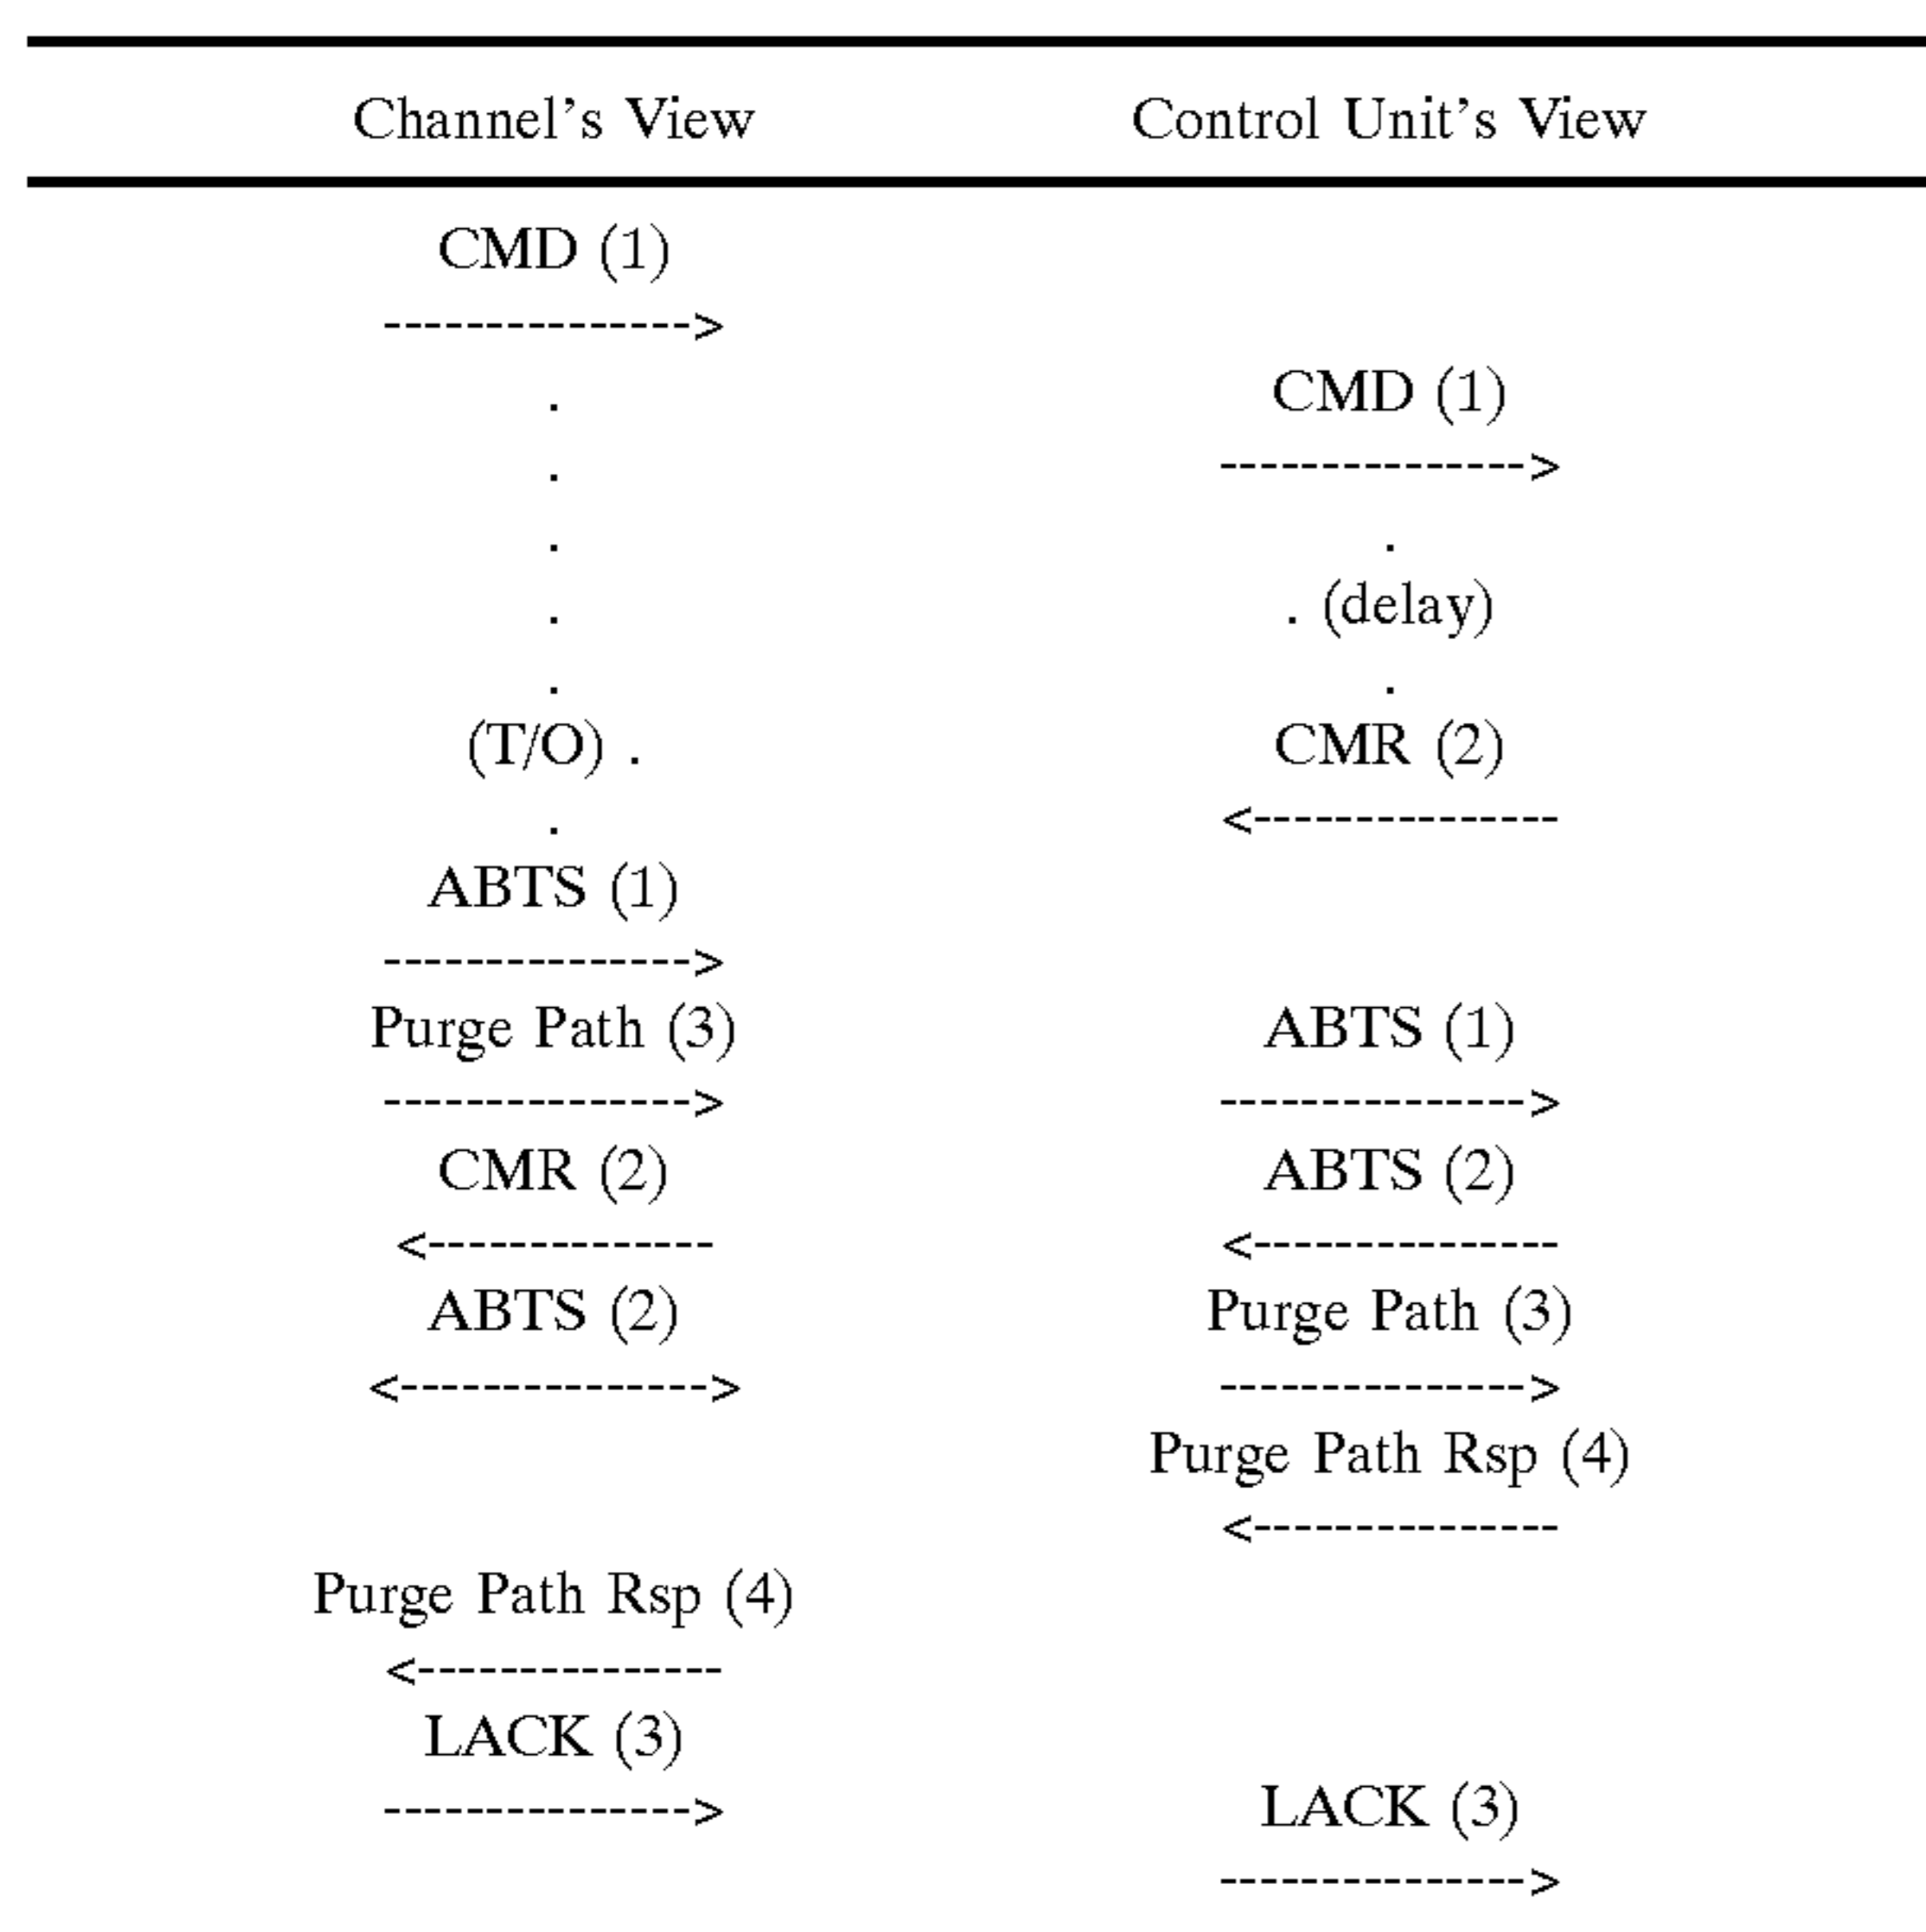 Channel's View Control Unit's View
CMD (1)
--------------->
. CMD (1)
. --------------->
. .
. . (delay)
. .
(T/O) . CMR (2)
. <---------------
ABTS (1)
--------------->
Purge Path (3) ABTS (1)
---------------> --------------->
CMR (2) ABTS (2)
<-------------- <---------------
ABTS (2) Purge Path (3)
<---------------> --------------->
Purge Path Rsp (4)
<---------------
Purge Path Rsp (4)
<---------------
LACK (3)
--------------->
LACK (3)
--------------->